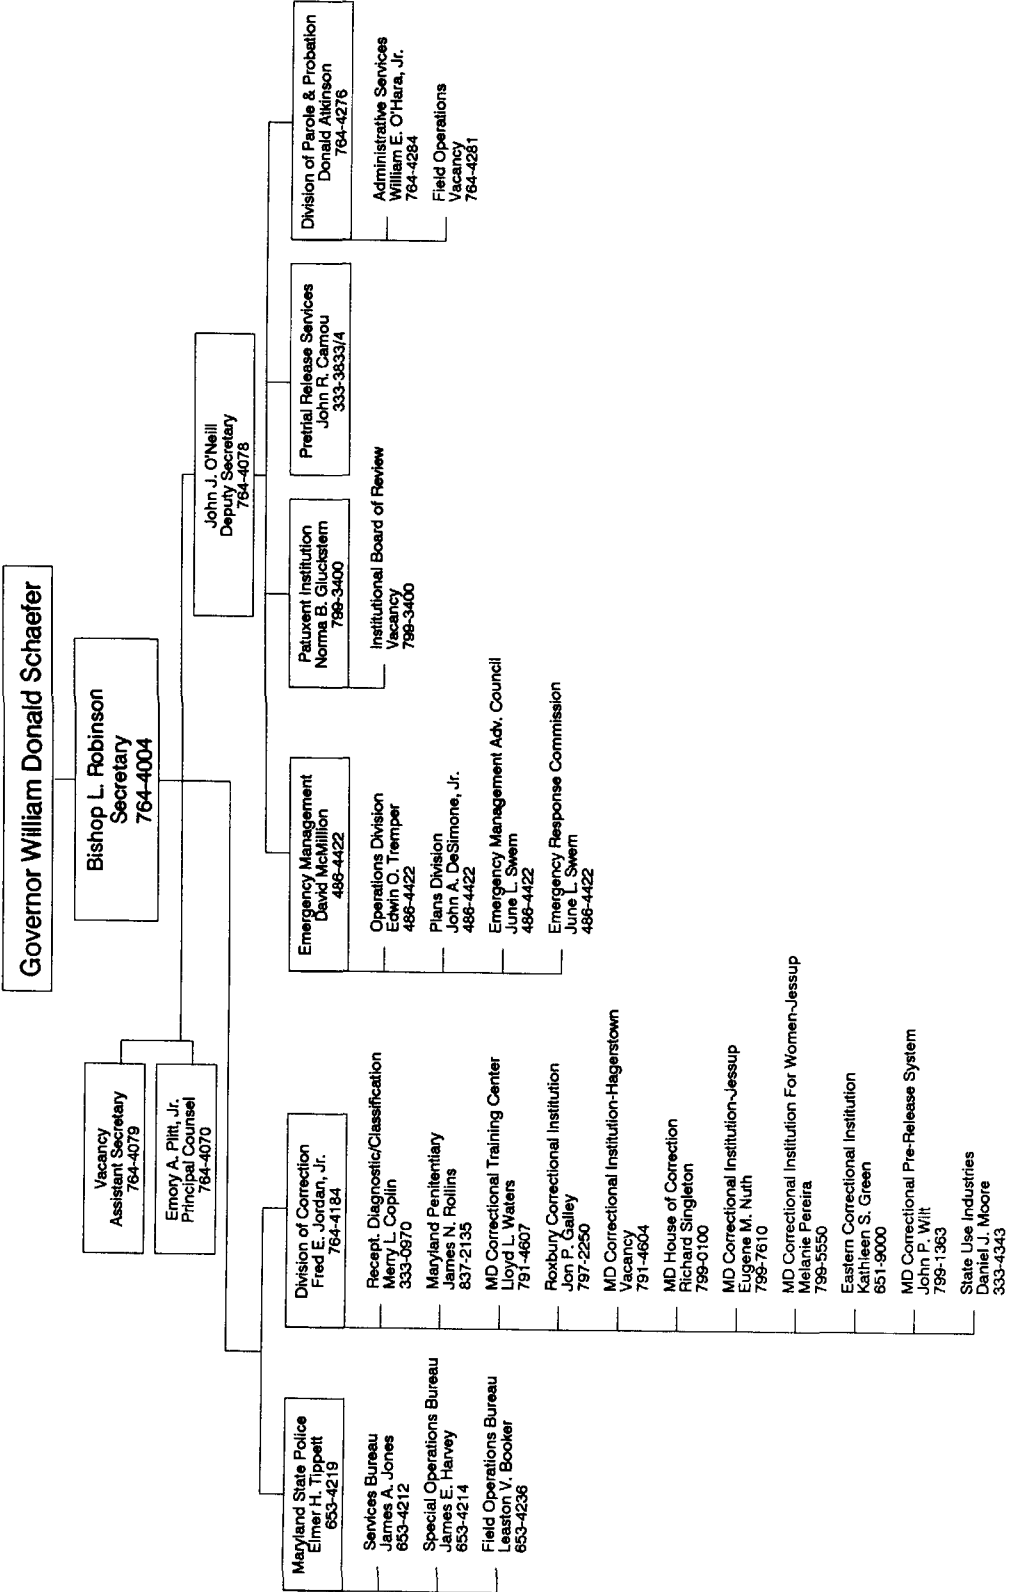 Governor William Donald Schaefer
Bishop L. Robinson
Secretary
764-4004
Vacancy
Assistant Secretary
764-4079
Emory A. Plitt, Jr.
Principal Counsel
764-4070
John J. O'Neill
Deputy Secretary
764-4078
Maryland State Police
Elmer H. Tippett
653-4219
Services Bureau
James A. Jones
653-4212
Special Operations Bureau
James E. Harvey
653-4214
Field Operations Bureau
Leaston V. Booker
653-4236
Division of Correction
Fred E. Jordan, Jr.
764-4184
Recept. Diagnostic/Classification
Merry L. Coplin
333-0970
Maryland Penitentiary
James N. Rollins
837-2135
MD Correctional Training Center
Lloyd L. Waters
791-4607
Roxbury Correctional Institution
Jon P. Galley
797-2250
MD Correctional Institution-Hagerstown
Vacancy
791-4604
MD House of Correction
Richard Singleton
799-0100
MD Correctional Institution-Jessup
Eugene M. Nuth
799-7610
MD Correctional Institution For Women-Jessup
Melanie Pereira
799-5550
Eastern Correctional Institution
Kathleen S. Green
651-9000
MD Correctional Pre-Release System
John P. Wilt
799-1363
State Use Industries
Daniel J. Moore
333-4343
Emergency Management
David McMillion
486-4422
Operations Division
Edwin O. Tremper
486-4422
Plans Division
John A. DeSimone, Jr.
486-4422
Emergency Management Adv. Council
June L. Swem
486-4422
Emergency Response Commission
June L. Swem
486-4422
Patuxent Institution
Norma B. Gluckstern
799-3400
Institutional Board of Review
Vacancy
799-3400
Pretrial Release Services
John R. Camou
333-3833/4
Division of Parole & Probation
Donald Atkinson
764-4276
Administrative Services
William E. O'Hara, Jr.
764-4284
Field Operations
Vacancy
764-4281